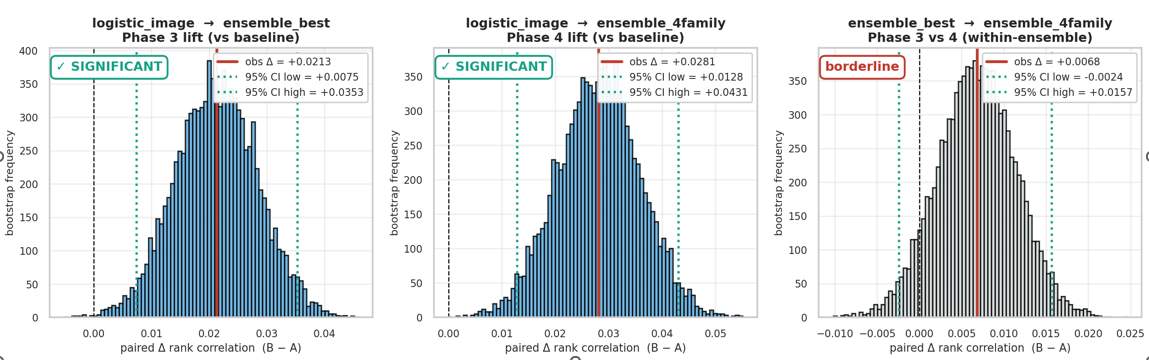 logistic_image → ensemble_best
Phase 3 lift (vs baseline)
✓ SIGNIFICANT
obs Δ = +0.0213
95% CI low = +0.0075
95% CI high = +0.0353
400
350
300
250
200
150
100
50
0
bootstrap frequency
0.00 0.01 0.02 0.03 0.04
paired Δ rank correlation (B − A)
logistic_image → ensemble_4family
Phase 4 lift (vs baseline)
✓ SIGNIFICANT
obs Δ = +0.0281
95% CI low = +0.0128
95% CI high = +0.0431
350
300
250
200
150
100
50
0
bootstrap frequency
0.00 0.01 0.02 0.03 0.04 0.05
paired Δ rank correlation (B − A)
ensemble_best → ensemble_4family
Phase 3 vs 4 (within-ensemble)
borderline
obs Δ = +0.0068
95% CI low = -0.0024
95% CI high = +0.0157
350
300
250
200
150
100
50
0
bootstrap frequency
−0.010 −0.005 0.000 0.005 0.010 0.015 0.020 0.025
paired Δ rank correlation (B − A)